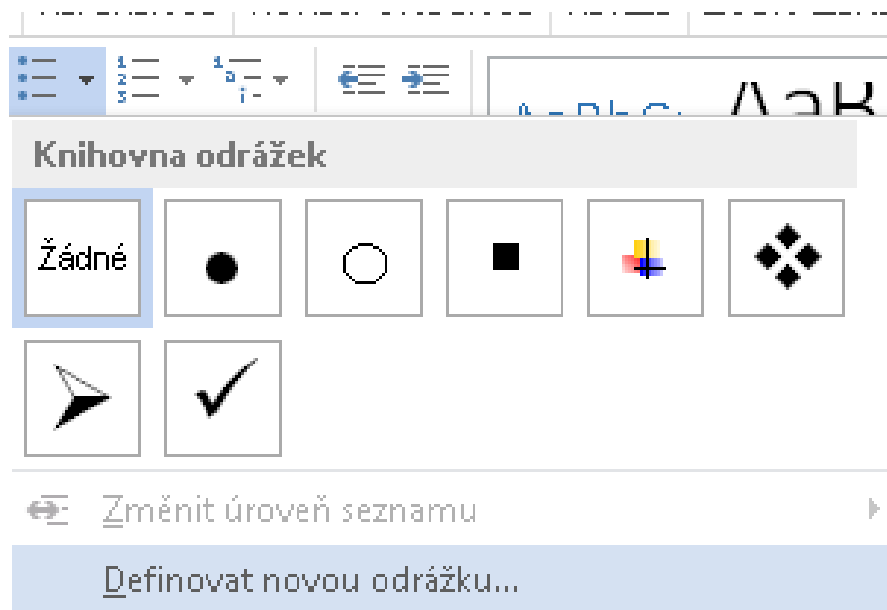 Knihovna odrážek
Žádné
Změnit úroveň seznamu
Definovat novou odrážku...